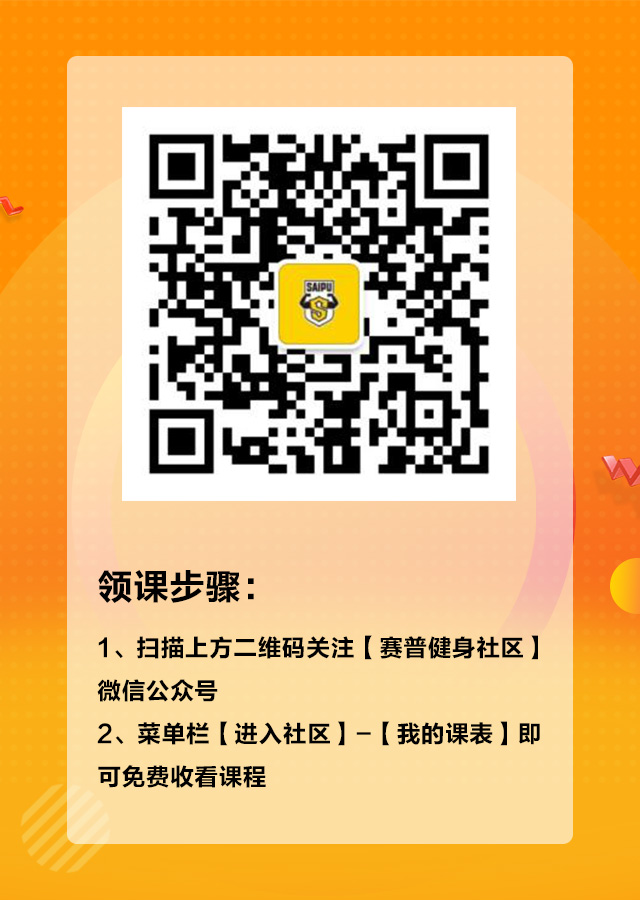 SAIPU
S
领课步骤：
1、扫描上方二维码关注【赛普健身社区】
微信公众号
2、菜单栏【进入社区】–【我的课表】即
可免费收看课程